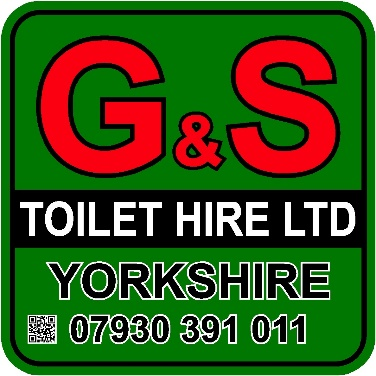 G&S
TOILET HIRE LTD
YORKSHIRE
07930 391 011